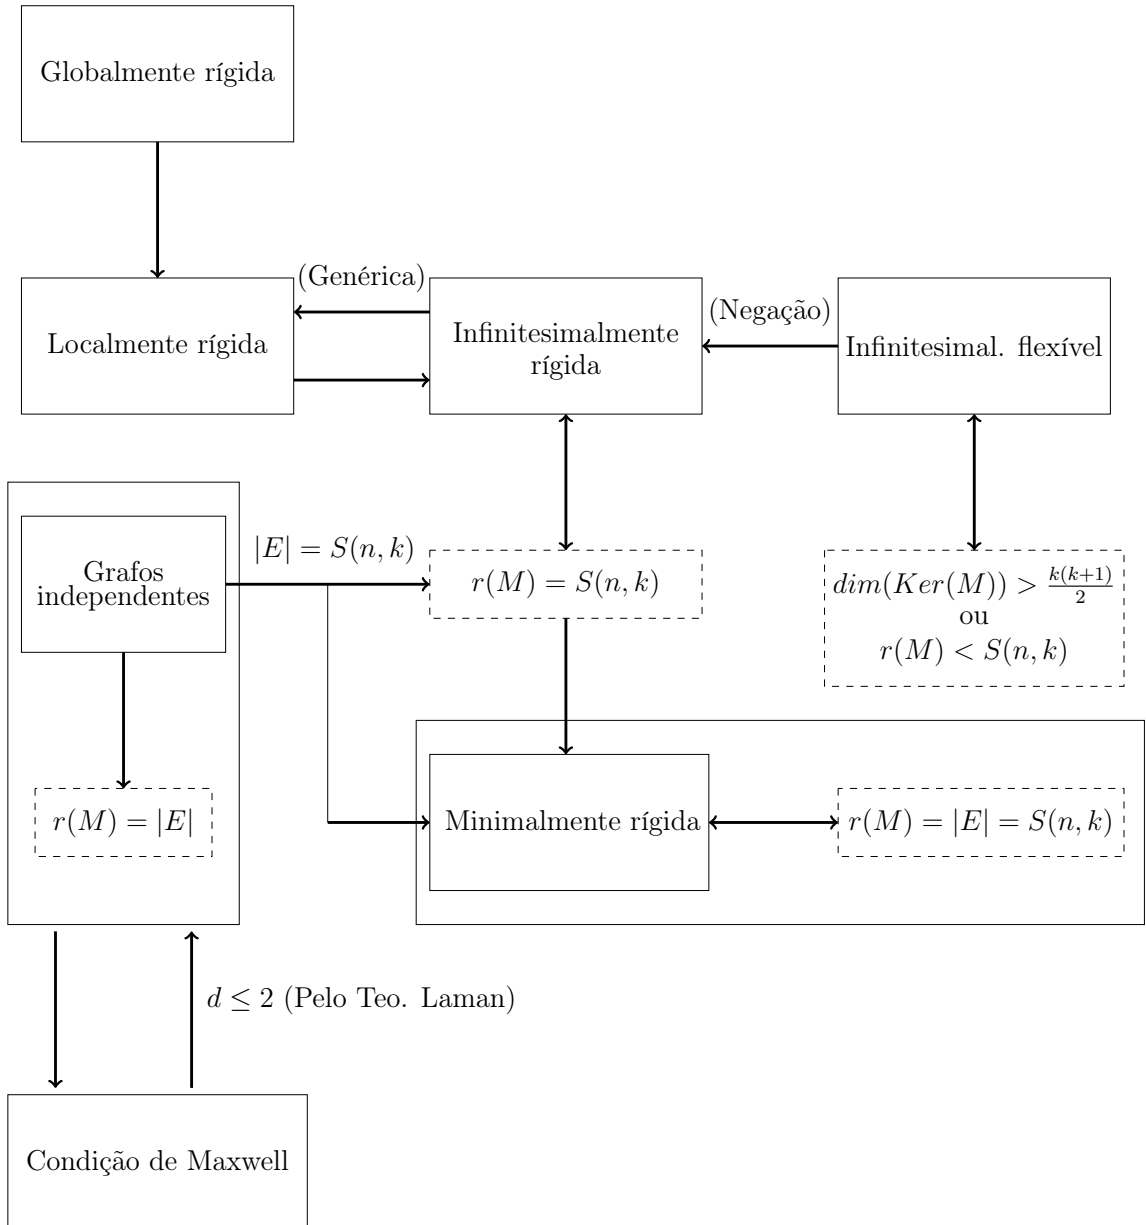 Globalmente rígida
(Genérica)
(Negação)
Localmente rígida
Infinitesimalmente
rígida
Infinitesimal. flexível
Grafos
independentes
|E| = S(n, k)
r(M) = S(n, k)
dim(Ker(M)) > \frac{k(k+1)}{2}
ou
r(M) < S(n, k)
r(M) = |E|
Minimalmente rígida
r(M) = |E| = S(n, k)
d ≤ 2 (Pelo Teo. Laman)
Condição de Maxwell